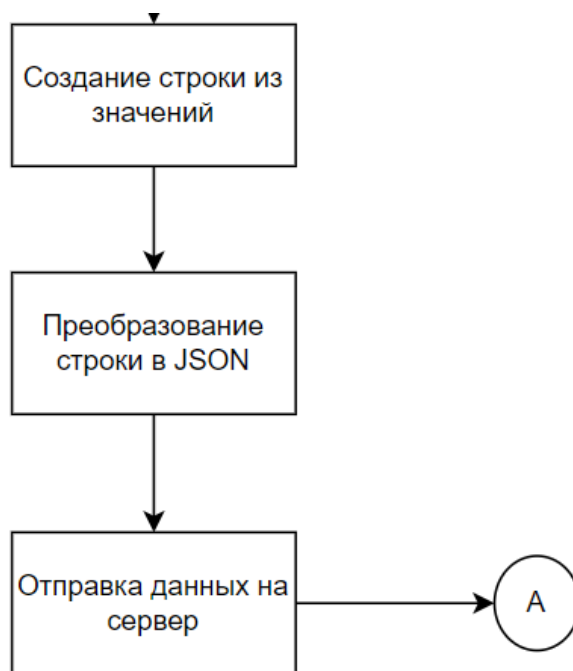 Создание строки из
значений
Преобразование
строки в JSON
Отправка данных на
сервер
A